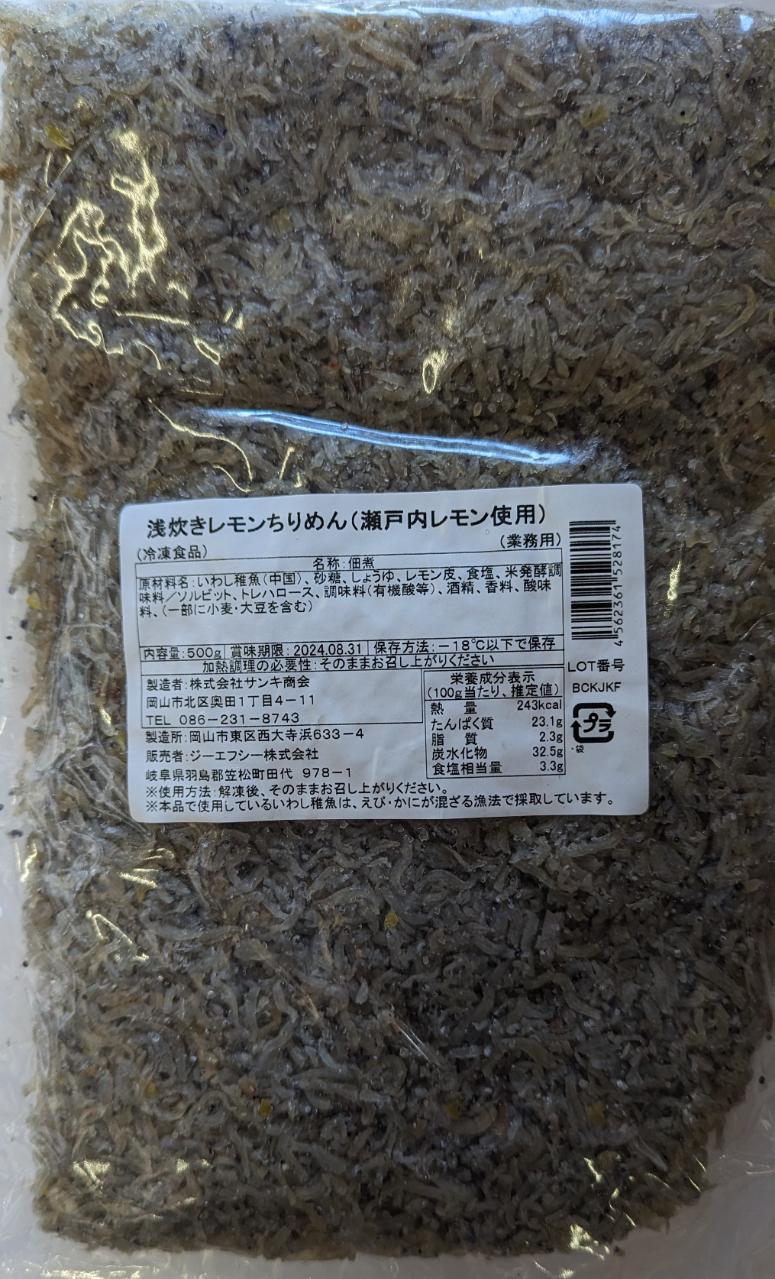 浅炊きレモンちりめん(瀬戸内レモン使用)
(冷凍食品) (業務用)
名称:佃煮
原材料名:いわし稚魚(中国)、砂糖、しょうゆ、レモン皮、食塩、米発酵調
味料/ソルビット、トレハロース、調味料(有機酸等)、酒精、香料、酸味
料、(一部に小麦・大豆を含む)
内容量:500g 賞味期限:2024.08.31 保存方法:-18℃以下で保存
加熱調理の必要性:そのままお召し上がりください
製造者:株式会社サンキ商会
岡山市北区奥田1丁目4-11
TEL 086-231-8743
製造所:岡山市東区西大寺浜633-4
販売者:ジーエフシー株式会社
岐阜県羽島郡笠松町田代 978-1
栄養成分表示
(100g当たり、推定値)
熱 量 243kcal
たんぱく質 23.1g
脂 質 2.3g
炭水化物 32.5g
食塩相当量 3.3g
※使用方法:解凍後、そのままお召し上がりください。
※本品で使用しているいわし稚魚は、えび・かにが混ざる漁法で採取しています。
4562361528174
LOT番号
BCKJKF
プラ
・袋